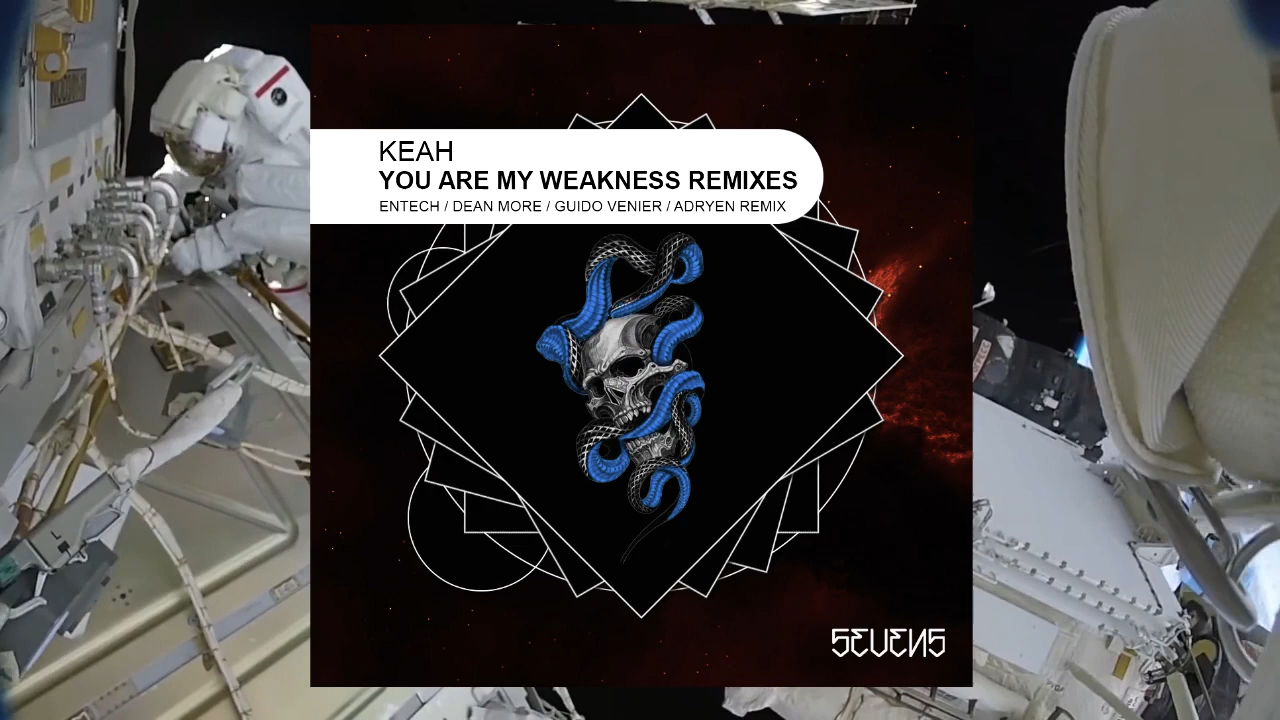 KEAH
YOU ARE MY WEAKNESS REMIXES
ENTECH / DEAN MORE / GUIDO VENIER / ADRYEN REMIX
SEVENS